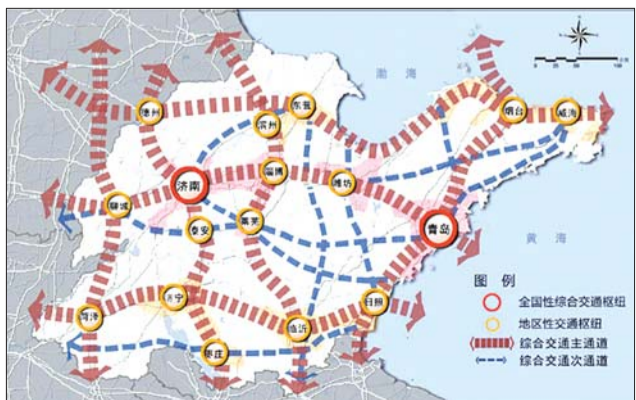 渤 海
德州
滨州
东营
烟台
威海
济南
淄博
潍坊
聊城
泰安
莱芜
青岛
黄 海
菏泽
济宁
临沂
日照
枣庄
图 例
全国性综合交通枢纽
地区性交通枢纽
综合交通主通道
综合交通次通道